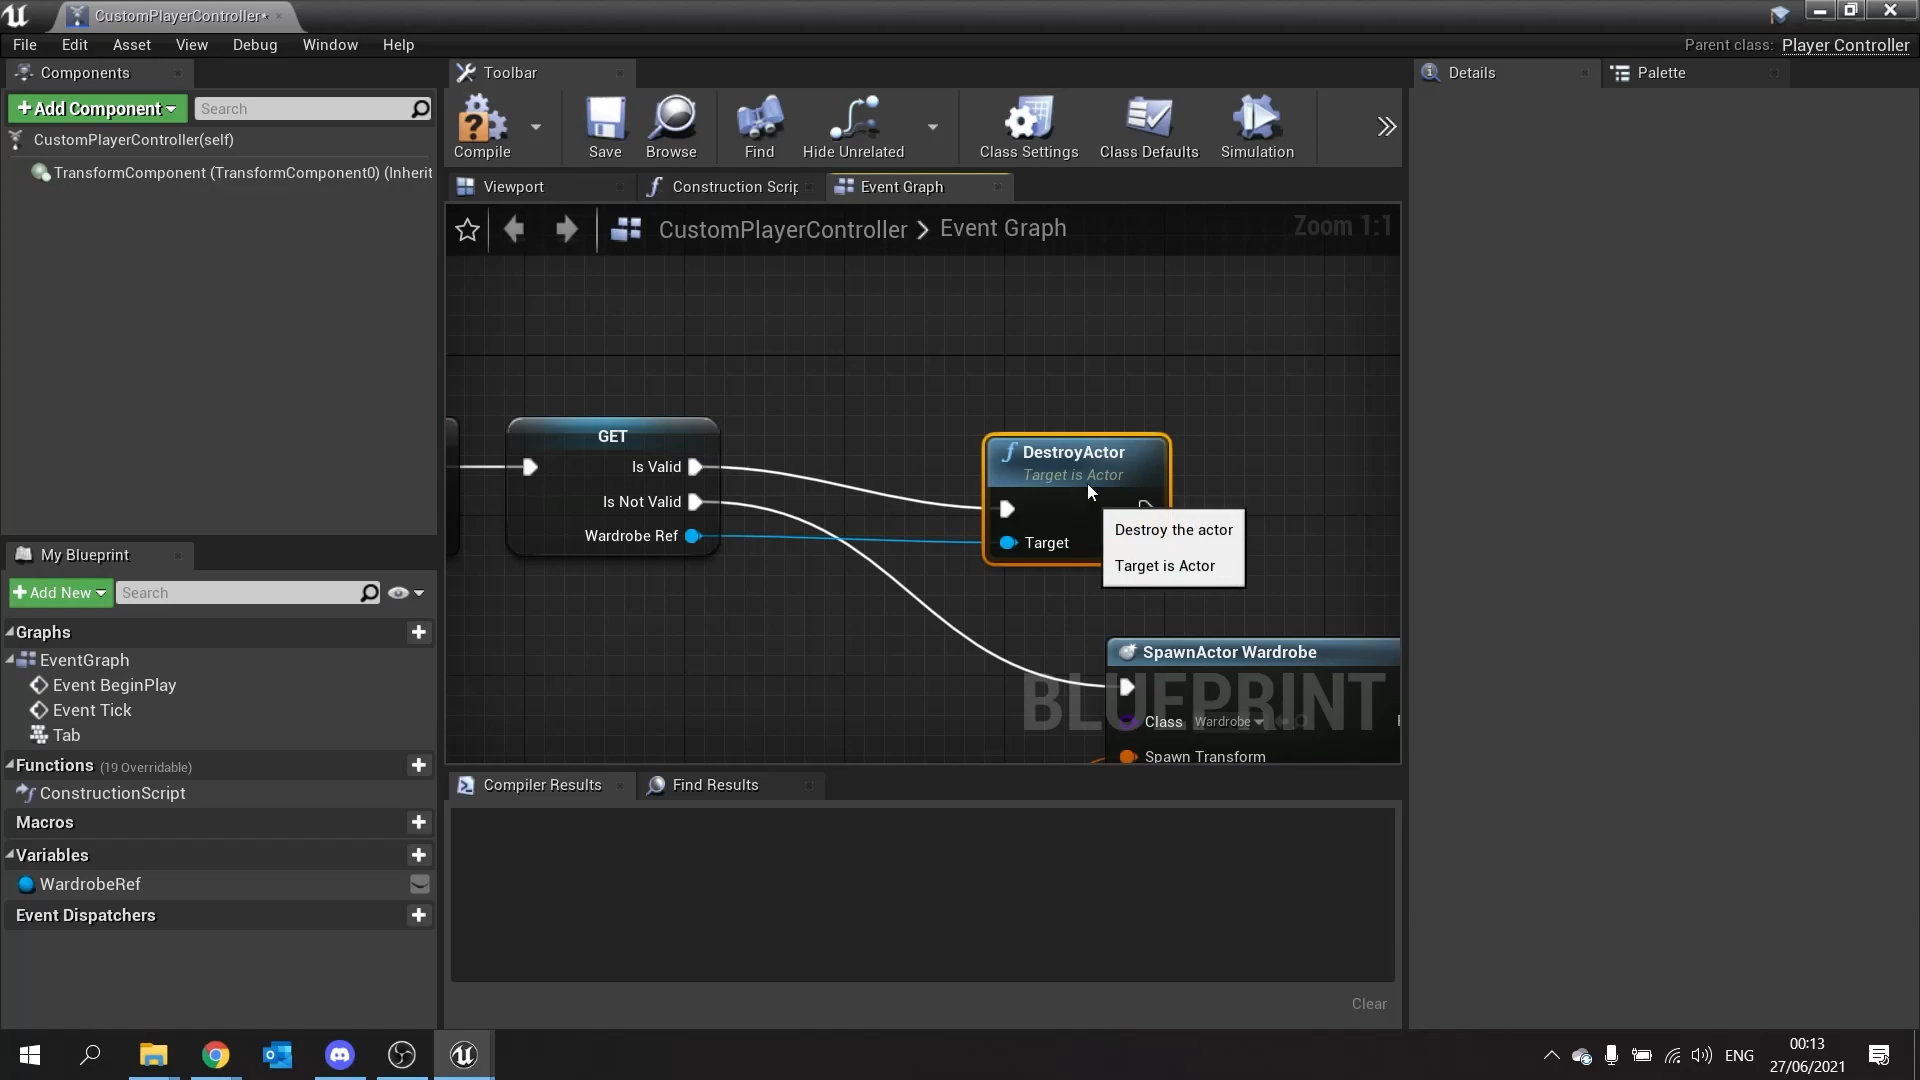 CustomPlayerController*
File Edit Asset View Debug Window Help
Parent class: Player Controller
Components
Add Component
Search
CustomPlayerController(self)
TransformComponent (TransformComponent0) (Inherit
My Blueprint
Add New
Search
Graphs
EventGraph
Event BeginPlay
Event Tick
Tab
Functions (19 Overridable)
ConstructionScript
Macros
Variables
WardrobeRef
Event Dispatchers
Toolbar
Compile
Save
Browse
Find
Hide Unrelated
Class Settings
Class Defaults
Simulation
Viewport
Construction Scrip
Event Graph
CustomPlayerController > Event Graph
Zoom 1:1
GET
Is Valid
Is Not Valid
Wardrobe Ref
DestroyActor
Target is Actor
Target
Destroy the actor
Target is Actor
SpawnActor Wardrobe
Class Wardrobe
Spawn Transform
BLUEPRINT
Compiler Results
Find Results
Clear
Details
Palette
ENG
00:13
27/06/2021